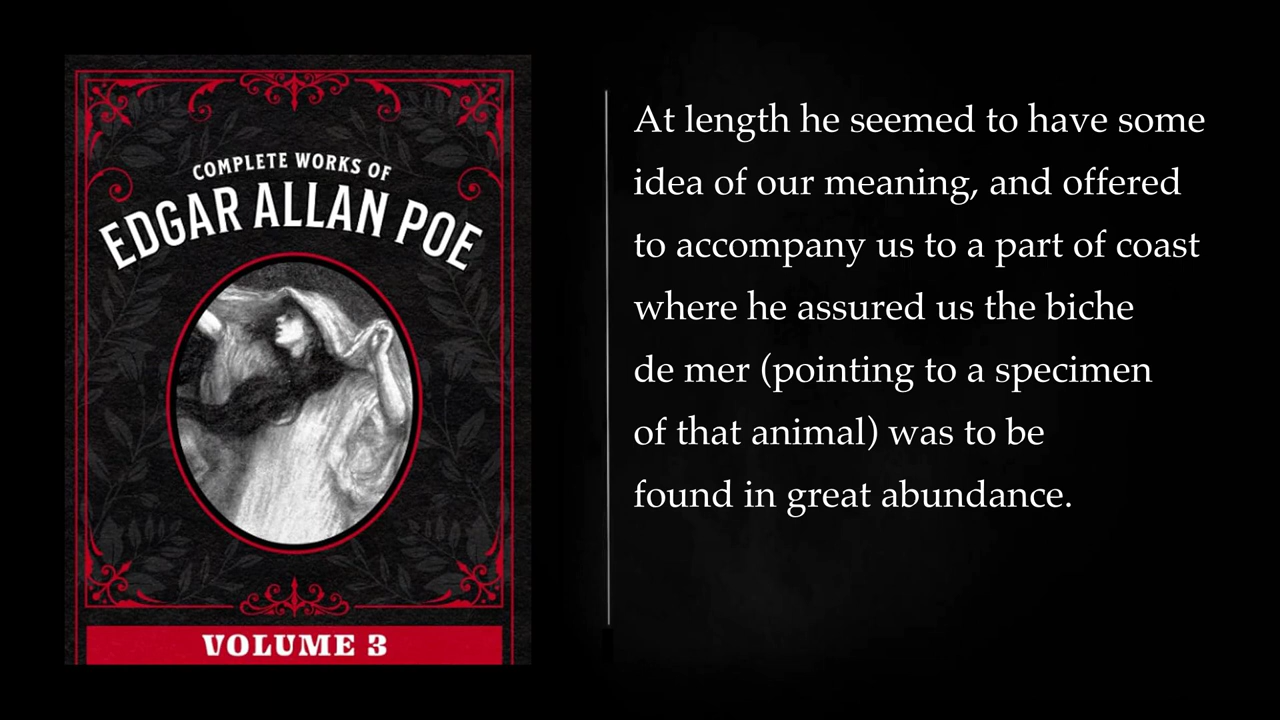 COMPLETE WORKS OF
EDGAR ALLAN POE
VOLUME 3
At length he seemed to have some
idea of our meaning, and offered
to accompany us to a part of coast
where he assured us the biche
de mer (pointing to a specimen
of that animal) was to be
found in great abundance.